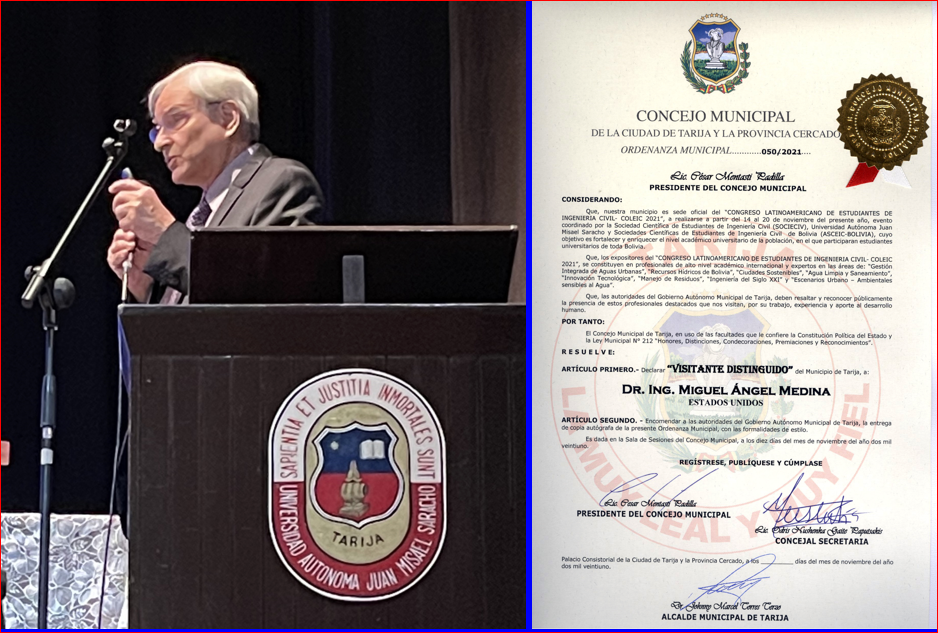 SAPIENTIA ET JUSTITIA INMORTALES SUNT
UNIVERSIDAD AUTONOMA JUAN MISAEL SARACHO
TARIJA
CONCEJO MUNICIPAL
DE LA CIUDAD DE TARIJA Y LA PROVINCIA CERCADO
ORDENANZA MUNICIPAL............050/2021....
Lic. César Mentasti Padilla
PRESIDENTE DEL CONCEJO MUNICIPAL
CONSIDERANDO:
Que, nuestra municipio es sede oficial del "CONGRESO LATINOAMERICANO DE ESTUDIANTES DE
INGENIERIA CIVIL- COLEIC 2021", a realizarse a partir del 14 al 20 de noviembre del presente año, evento
coordinado por la Sociedad Científica de Estudiantes de Ingeniería Civil (SOCIECIV), Universidad Autónoma Juan
Misael Saracho y Sociedades Científicas de Estudiantes de Ingeniería Civil de Bolivia (ASCEIC-BOLIVIA), cuyo
objetivo es fortalecer y enriquecer el nivel académico universitario de la población, en el que participaran estudiantes
universitarios de toda Bolivia.
Que, los expositores del "CONGRESO LATINOAMERICANO DE ESTUDIANTES DE INGENIERIA CIVIL- COLEIC
2021", se constituyen en profesionales de alto nivel académico internacional y expertos en las áreas de: "Gestión
Integrada de Aguas Urbanas", "Recursos Hídricos de Bolivia", "Ciudades Sostenibles", "Agua Limpia y Saneamiento",
"Innovación Tecnológica", "Manejo de Residuos", "Ingeniería del Siglo XXI" y "Escenarios Urbano – Ambientales
sensibles al Agua".
Que, las autoridades del Gobierno Autónomo Municipal de Tarija, deben resaltar y reconocer públicamente
la presencia de estos profesionales destacados que nos visitan, por su trabajo, experiencia y aporte al desarrollo
humano.
POR TANTO:
El Concejo Municipal de Tarija, en uso de las facultades que le confiere la Constitución Política del Estado y
la Ley Municipal N° 212 "Honores, Distinciones, Condecoraciones, Premiaciones y Reconocimientos".
R E S U E L V E:
ARTÍCULO PRIMERO.- Declarar "VISITANTE DISTINGUIDO" del Municipio de Tarija, a:
DR. ING. MIGUEL ÁNGEL MEDINA
ESTADOS UNIDOS
ARTÍCULO SEGUNDO. - Encomendar a las autoridades del Gobierno Autónomo Municipal de Tarija, la entrega
de copia autógrafa de la presente Ordenanza Municipal, con las formalidades de estilo.
Es dada en la Sala de Sesiones del Concejo Municipal, a los diez días del mes de noviembre del año dos mil
veintiuno.
REGÍSTRESE, PUBLÍQUESE Y CÚMPLASE
Lic. César Mentasti Padilla
PRESIDENTE DEL CONCEJO MUNICIPAL
CONCEJAL SECRETARIA
Palacio Consistorial de la Ciudad de Tarija y la Provincia Cercado, a los ________ días del mes de noviembre del año
dos mil veintiuno.
Dr. Johnny Marcel Torres Terzo
ALCALDE MUNICIPAL DE TARIJA
TARIJA
LA MUY LEAL Y MUY FIEL